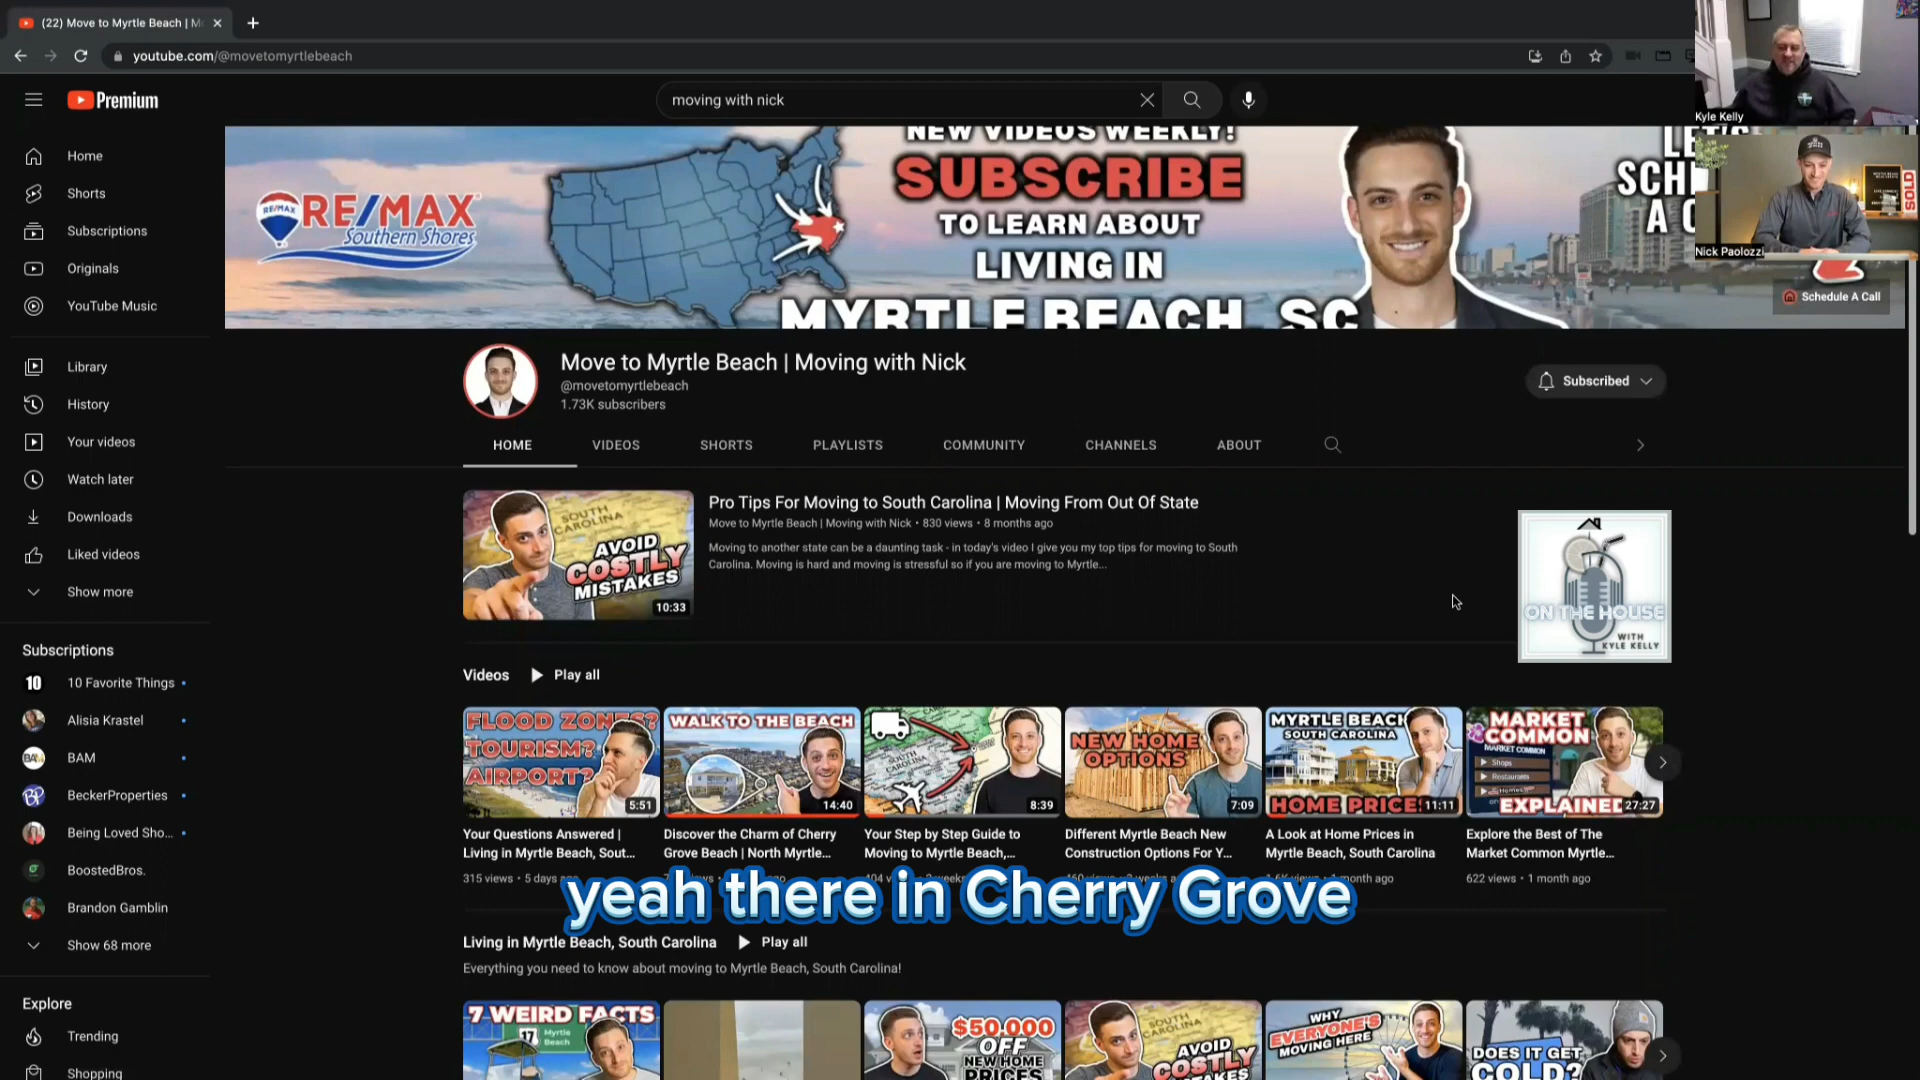 (22) Move to Myrtle Beach | M
youtube.com/@movetomyrtlebeach
Premium
moving with nick
Kyle Kelly
Nick Paolozzi
SOLD
Home
Shorts
Subscriptions
Originals
YouTube Music
Library
History
Your videos
Watch later
Downloads
Liked videos
Show more
Subscriptions
10 Favorite Things
Alisia Krastel
BAM
BeckerProperties
Being Loved Sho...
BoostedBros.
Brandon Gamblin
Show 68 more
Explore
Trending
Shopping
RE/MAX
RE/MAX
Southern Shores
NEW VIDEOS WEEKLY!
SUBSCRIBE
TO LEARN ABOUT
LIVING IN
MYRTLE BEACH, SC
Schedule A Call
Move to Myrtle Beach | Moving with Nick
@movetomyrtlebeach
1.73K subscribers
Subscribed
HOME
VIDEOS
SHORTS
PLAYLISTS
COMMUNITY
CHANNELS
ABOUT
SOUTH
CAROLINA
AVOID
COSTLY
MISTAKES
10:33
Pro Tips For Moving to South Carolina | Moving From Out Of State
Move to Myrtle Beach | Moving with Nick • 830 views • 8 months ago
Moving to another state can be a daunting task - in today's video I give you my top tips for moving to South
Carolina. Moving is hard and moving is stressful so if you are moving to Myrtle...
ON THE HOUSE
WITH
KYLE KELLY
Videos
Play all
FLOOD ZONES?
TOURISM?
AIRPORT?
5:51
WALK TO THE BEACH
14:40
8:39
NEW HOME
OPTIONS
7:09
MYRTLE BEACH
SOUTH CAROLINA
HOME PRICE
11:11
MARKET
COMMON
MARKET COMMON
Shops
Restaurants
Homes
EXPLAINED
27:27
Your Questions Answered |
Living in Myrtle Beach, Sout...
315 views • 5 days
Discover the Charm of Cherry
Grove Beach | North Myrtle...
Your Step by Step Guide to
Moving to Myrtle Beach,...
Different Myrtle Beach New
Construction Options For Y...
A Look at Home Prices in
Myrtle Beach, South Carolina
month ago
Explore the Best of The
Market Common Myrtle...
622 views • 1 month ago
yeah there in Cherry Grove
Living in Myrtle Beach, South Carolina
Play all
Everything you need to know about moving to Myrtle Beach, South Carolina!
7 WEIRD FACTS
17
Myrtle
Beach
$50,000
OFF
NEW HOME
PRICES
SOUTH
CAROLINA
AVOID
COSTLY
MISTAKES
WHY
EVERYONE'S
MOVING HERE
DOES IT GET
COLD?